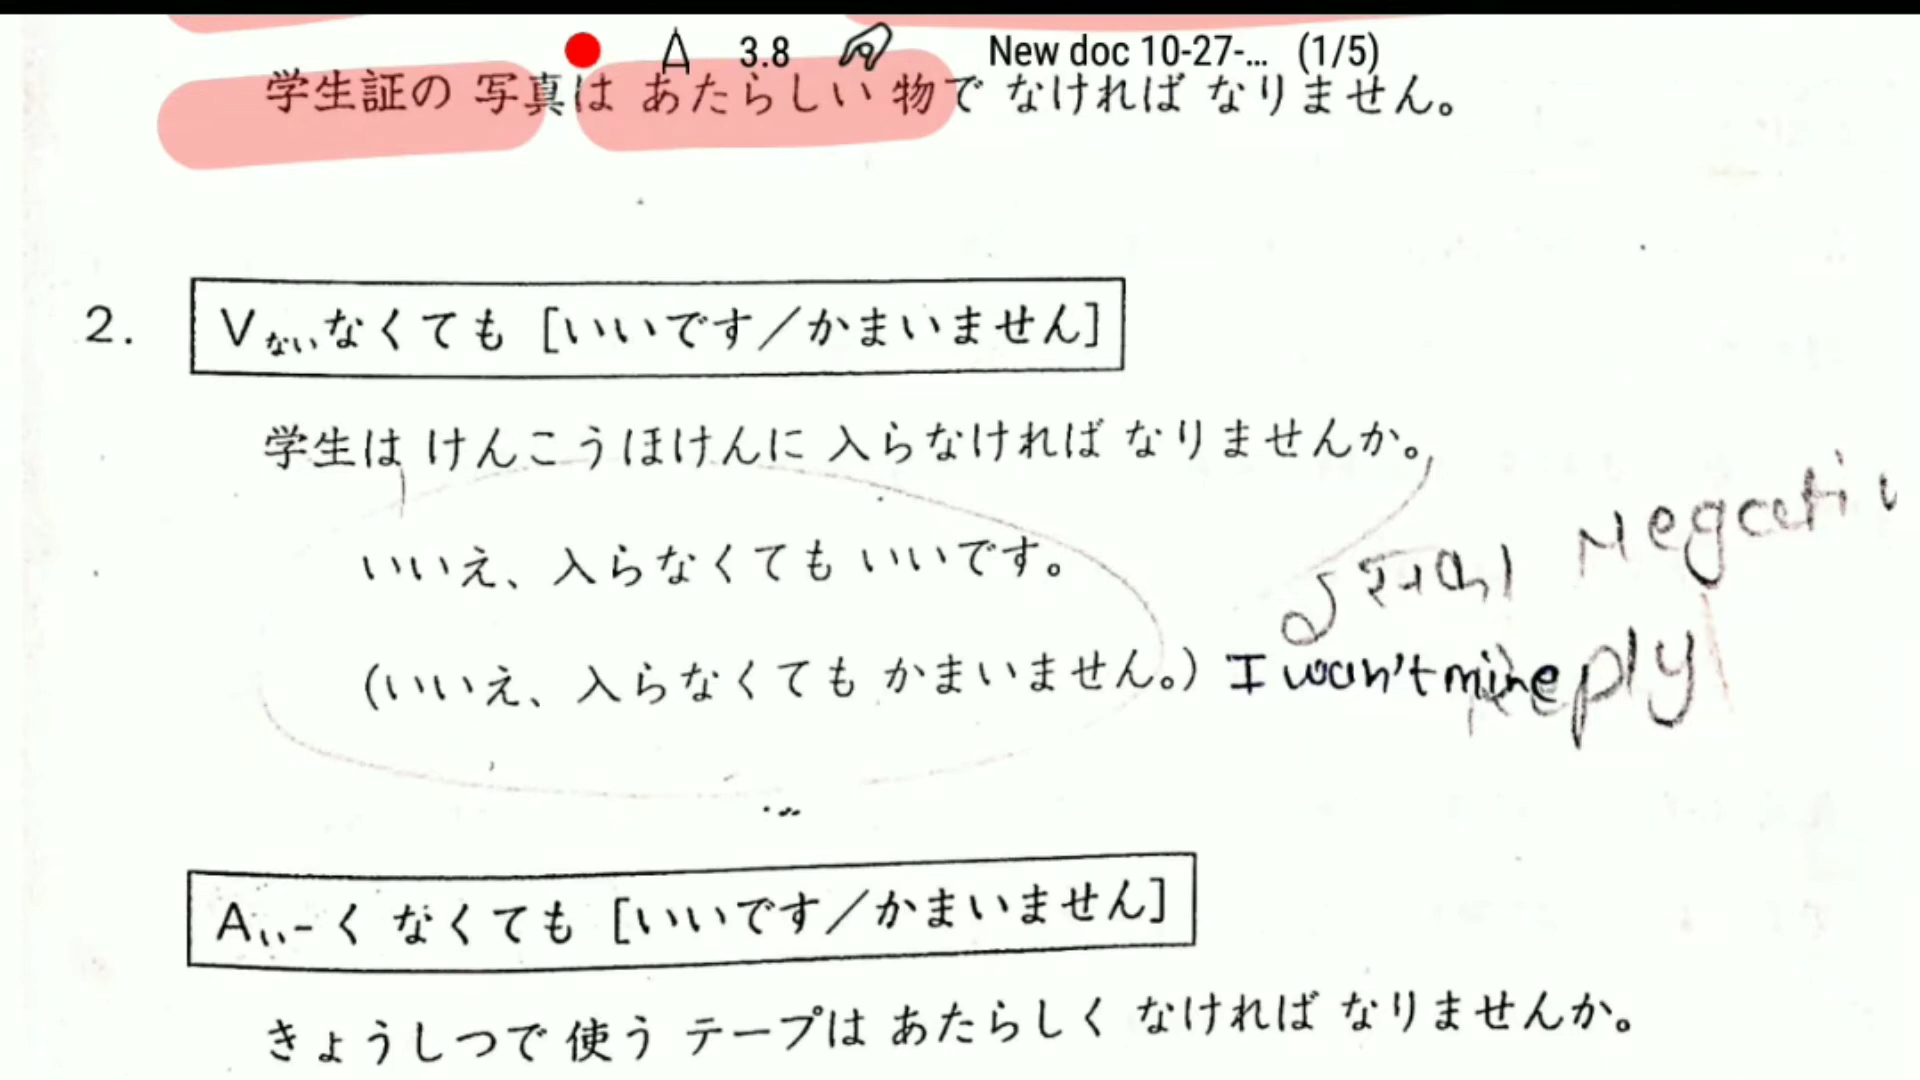 3.8 New doc 10-27-... (1/5)
学生証の 写真は あたらしい 物で なければ なりません。
2. Vないなくても [いいです／かまいません]
学生は けんこうほけんに 入らなければ なりませんか。
Negativ
いいえ、入らなくても いいです。
(いいえ、入らなくても かまいません。) I won't mine
Reply
Aい-く なくても [いいです／かまいません]
きょうしつで 使う テープは あたらしく なければ なりませんか。